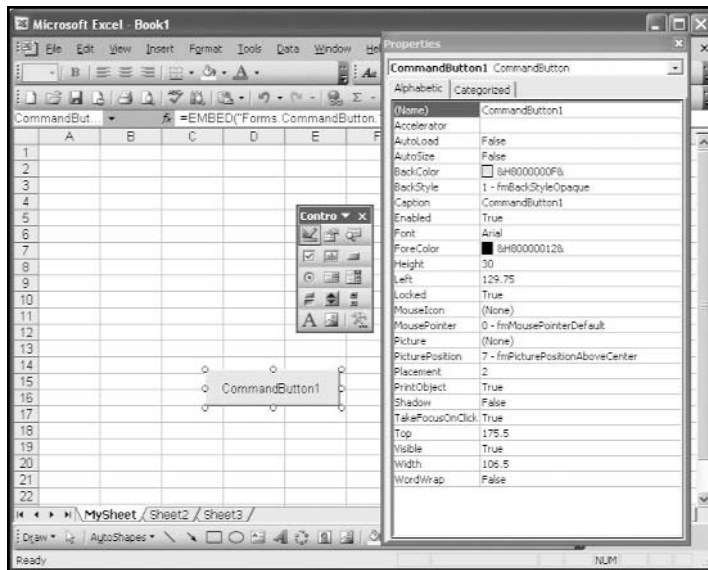 Microsoft Excel - Book1
File Edit View Insert Format Tools Data Window
B A
Σ
CommandBut... fx =EMBED("Forms.CommandButton.
A B C D E F
1
2
3
4
5
6
7
8
9
10
11
12
13
14
15
16
17
18
19
20
21
22
Contro
A
CommandButton1
MySheet Sheet2 Sheet3
Draw AutoShapes
Ready NUM
Properties
CommandButton1 CommandButton
Alphabetic Categorized
(Name) CommandButton1
Accelerator
AutoLoad False
AutoSize False
BackColor &H8000000F&
BackStyle 1 - fmBackStyleOpaque
Caption CommandButton1
Enabled True
Font Arial
ForeColor &H80000012&
Height 30
Left 129.75
Locked True
MouseIcon (None)
MousePointer 0 - fmMousePointerDefault
Picture (None)
PicturePosition 7 - fmPicturePositionAboveCenter
Placement 2
PrintObject True
Shadow False
TakeFocusOnClick True
Top 175.5
Visible True
Width 106.5
WordWrap False